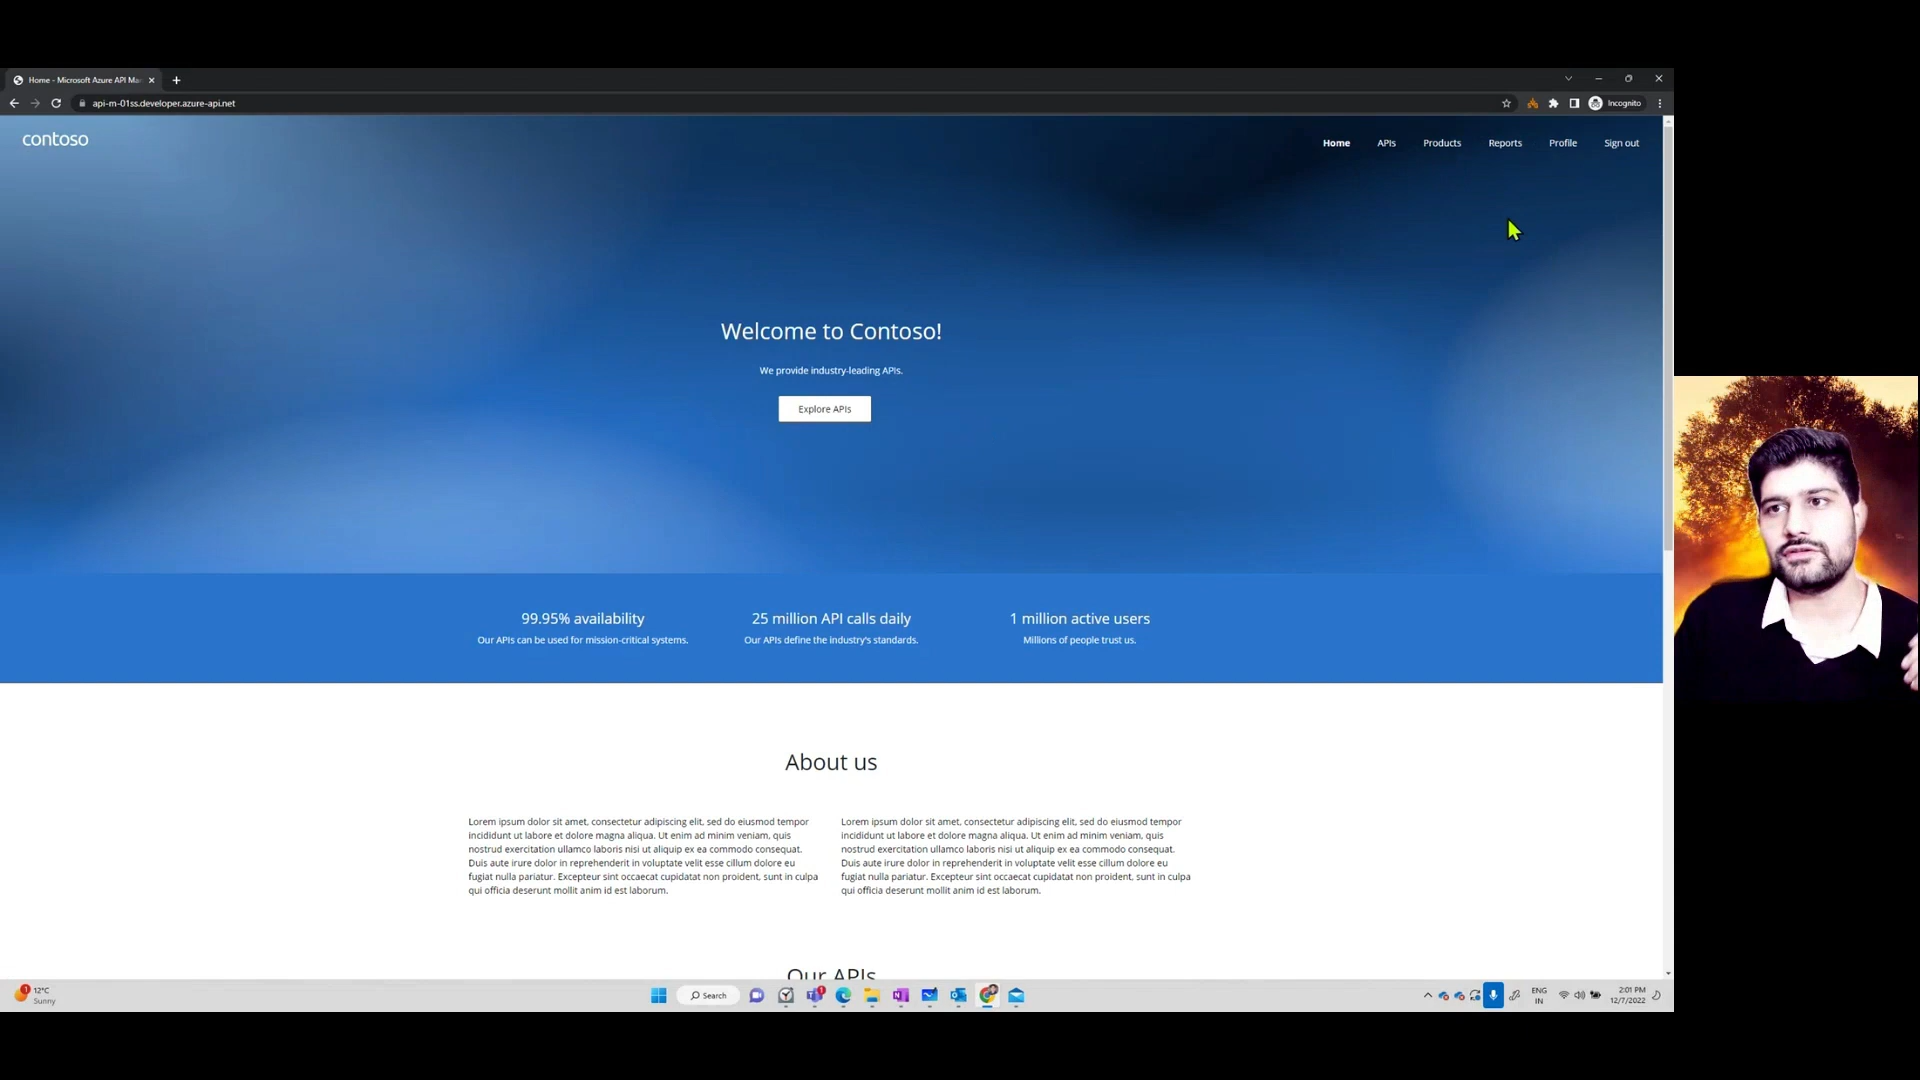 Home - Microsoft Azure API Ma
api-m-01ss.developer.azure-api.net
Incognito
contoso
Home
APIs
Products
Reports
Profile
Sign out
Welcome to Contoso!
We provide industry-leading APIs.
Explore APIs
99.95% availability
Our APIs can be used for mission-critical systems.
25 million API calls daily
Our APIs define the industry's standards.
1 million active users
Millions of people trust us.
About us
Lorem ipsum dolor sit amet, consectetur adipiscing elit, sed do eiusmod tempor
incididunt ut labore et dolore magna aliqua. Ut enim ad minim veniam, quis
nostrud exercitation ullamco laboris nisi ut aliquip ex ea commodo consequat.
Duis aute irure dolor in reprehenderit in voluptate velit esse cillum dolore eu
fugiat nulla pariatur. Excepteur sint occaecat cupidatat non proident, sunt in culpa
qui officia deserunt mollit anim id est laborum.
Lorem ipsum dolor sit amet, consectetur adipiscing elit, sed do eiusmod tempor
incididunt ut labore et dolore magna aliqua. Ut enim ad minim veniam, quis
nostrud exercitation ullamco laboris nisi ut aliquip ex ea commodo consequat.
Duis aute irure dolor in reprehenderit in voluptate velit esse cillum dolore eu
fugiat nulla pariatur. Excepteur sint occaecat cupidatat non proident, sunt in culpa
qui officia deserunt mollit anim id est laborum.
Our APIs
1
12°C
Sunny
Search
1
ENG
IN
2:01 PM
12/7/2022